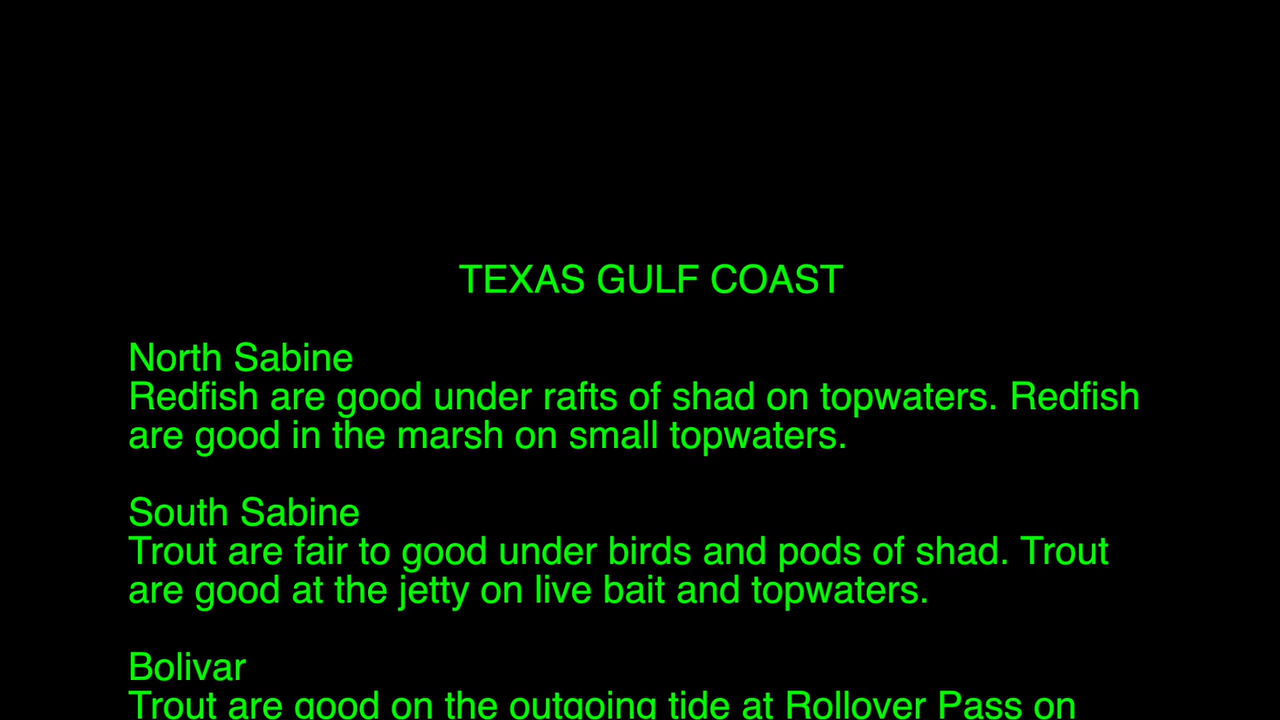 TEXAS GULF COAST
North Sabine
Redfish are good under rafts of shad on topwaters. Redfish
are good in the marsh on small topwaters.
South Sabine
Trout are fair to good under birds and pods of shad. Trout
are good at the jetty on live bait and topwaters.
Bolivar
Trout are good on the outgoing tide at Rollover Pass on